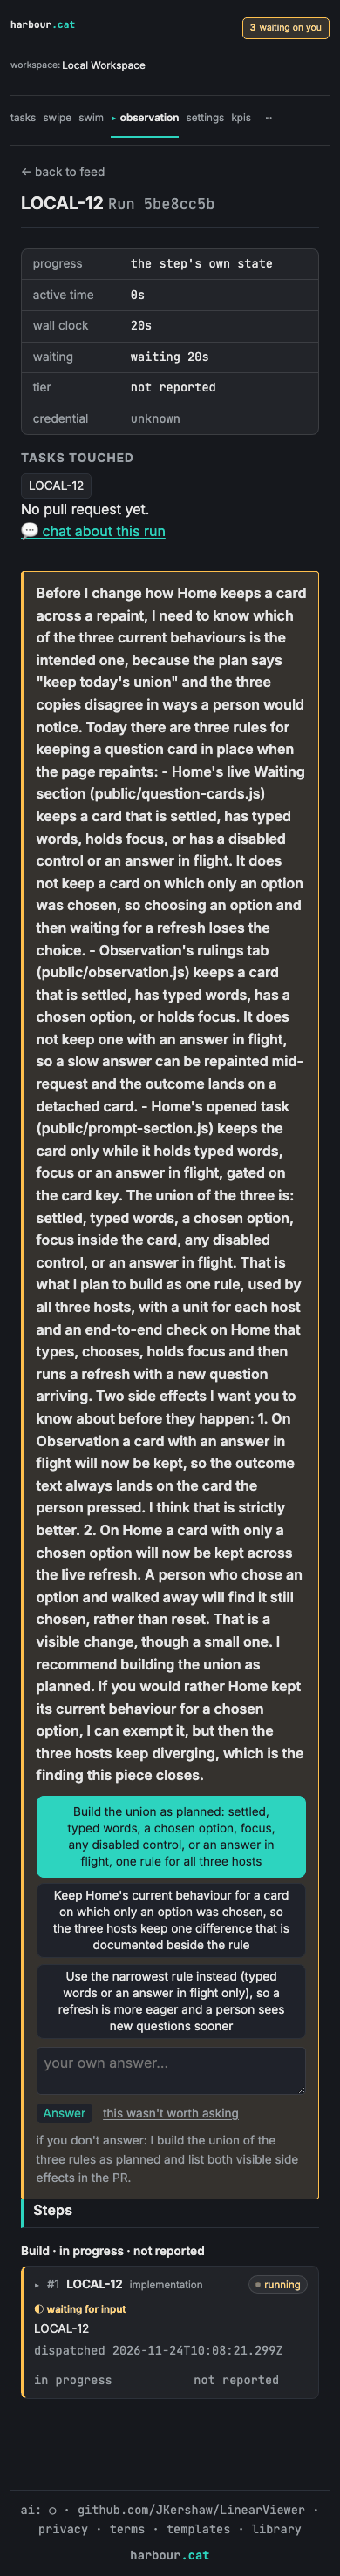 harbour.cat
3 waiting on you
workspace: Local Workspace
tasks swipe swim ▸ observation settings kpis ⋯
← back to feed
LOCAL-12 Run 5be8cc5b
progress the step's own state
active time 0s
wall clock 20s
waiting waiting 20s
tier not reported
credential unknown
TASKS TOUCHED
LOCAL-12
No pull request yet.
💬 chat about this run
Before I change how Home keeps a card
across a repaint, I need to know which
of the three current behaviours is the
intended one, because the plan says
"keep today's union" and the three
copies disagree in ways a person would
notice. Today there are three rules for
keeping a question card in place when
the page repaints: - Home's live Waiting
section (public/question-cards.js)
keeps a card that is settled, has typed
words, holds focus, or has a disabled
control or an answer in flight. It does
not keep a card on which only an option
was chosen, so choosing an option and
then waiting for a refresh loses the
choice. - Observation's rulings tab
(public/observation.js) keeps a card
that is settled, has typed words, has a
chosen option, or holds focus. It does
not keep one with an answer in flight,
so a slow answer can be repainted mid-
request and the outcome lands on a
detached card. - Home's opened task
(public/prompt-section.js) keeps the
card only while it holds typed words,
focus or an answer in flight, gated on
the card key. The union of the three is:
settled, typed words, a chosen option,
focus inside the card, any disabled
control, or an answer in flight. That is
what I plan to build as one rule, used by
all three hosts, with a unit for each host
and an end-to-end check on Home that
types, chooses, holds focus and then
runs a refresh with a new question
arriving. Two side effects I want you to
know about before they happen: 1. On
Observation a card with an answer in
flight will now be kept, so the outcome
text always lands on the card the
person pressed. I think that is strictly
better. 2. On Home a card with only a
chosen option will now be kept across
the live refresh. A person who chose an
option and walked away will find it still
chosen, rather than reset. That is a
visible change, though a small one. I
recommend building the union as
planned. If you would rather Home kept
its current behaviour for a chosen
option, I can exempt it, but then the
three hosts keep diverging, which is the
finding this piece closes.
Build the union as planned: settled,
typed words, a chosen option, focus,
any disabled control, or an answer in
flight, one rule for all three hosts
Keep Home's current behaviour for a card
on which only an option was chosen, so
the three hosts keep one difference that is
documented beside the rule
Use the narrowest rule instead (typed
words or an answer in flight only), so a
refresh is more eager and a person sees
new questions sooner
your own answer...
Answer this wasn't worth asking
if you don't answer: I build the union of the
three rules as planned and list both visible side
effects in the PR.
Steps
Build · in progress · not reported
▸ #1 LOCAL-12 implementation running
◐ waiting for input
LOCAL-12
dispatched 2026-11-24T10:08:21.299Z
in progress not reported
ai: ○ · github.com/JKershaw/LinearViewer ·
privacy · terms · templates · library
harbour.cat